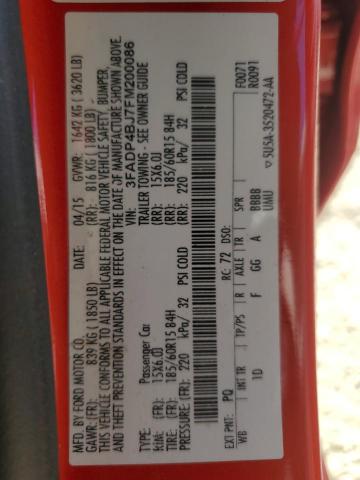 MFD. BY FORD MOTOR CO.
DATE: 04/15 GVWR: 1642 KG ( 3620 LB)
GAWR: (FR): 839 KG ( 1850 LB) (RR): 816 KG ( 1800 LB)
THIS VEHICLE CONFORMS TO ALL APPLICABLE FEDERAL MOTOR VEHICLE SAFETY, BUMPER,
AND THEFT PREVENTION STANDARDS IN EFFECT ON THE DATE OF MANUFACTURE SHOWN ABOVE.
VIN: 3FADP4BJ7FM200086
TYPE: Passenger Car TRAILER TOWING - SEE OWNER GUIDE
RIM: (FR): 15X6.0J (RR): 15X6.0J
TIRE: (FR): 185/60R15 84H (RR): 185/60R15 84H
PRESSURE: (FR): 220 kPa/ 32 PSI COLD (RR): 220 kPa/ 32 PSI COLD
EXT PNT: PQ RC: 72 DSO: F0071
R0091
WB INT TR TP/PS R AXLE TR SPR
1D F GG A BBBB
UMU
▽5U5A-3520472-AA